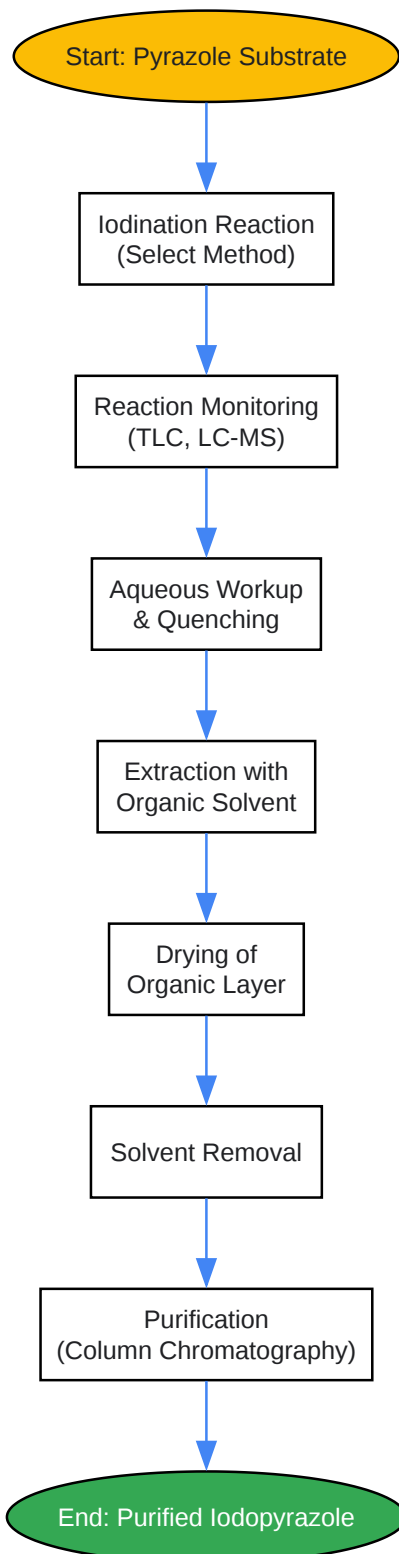 Start: Pyrazole Substrate
Iodination Reaction
(Select Method)
Reaction Monitoring
(TLC, LC-MS)
Aqueous Workup
& Quenching
Extraction with
Organic Solvent
Drying of
Organic Layer
Solvent Removal
Purification
(Column Chromatography)
End: Purified Iodopyrazole